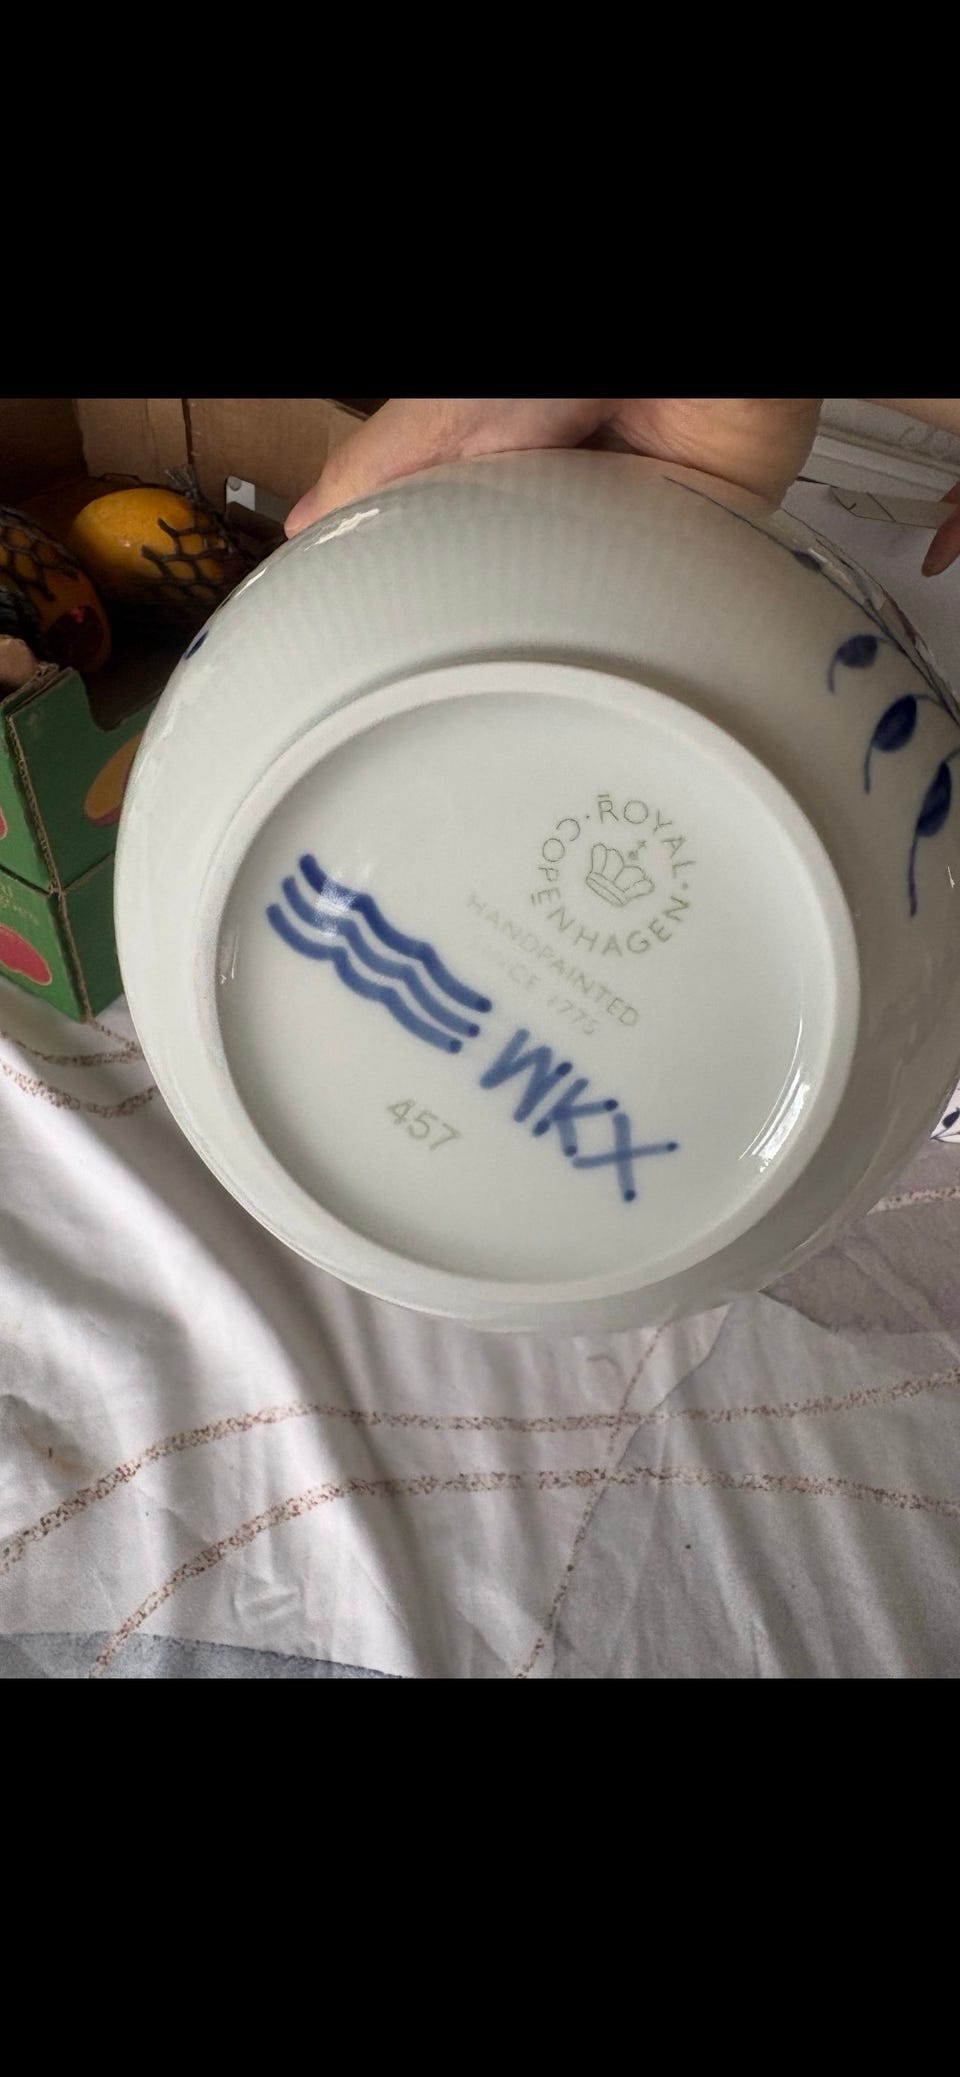 ROYAL · COPENHAGEN ·
HANDPAINTED
SINCE 1775
WKX
457